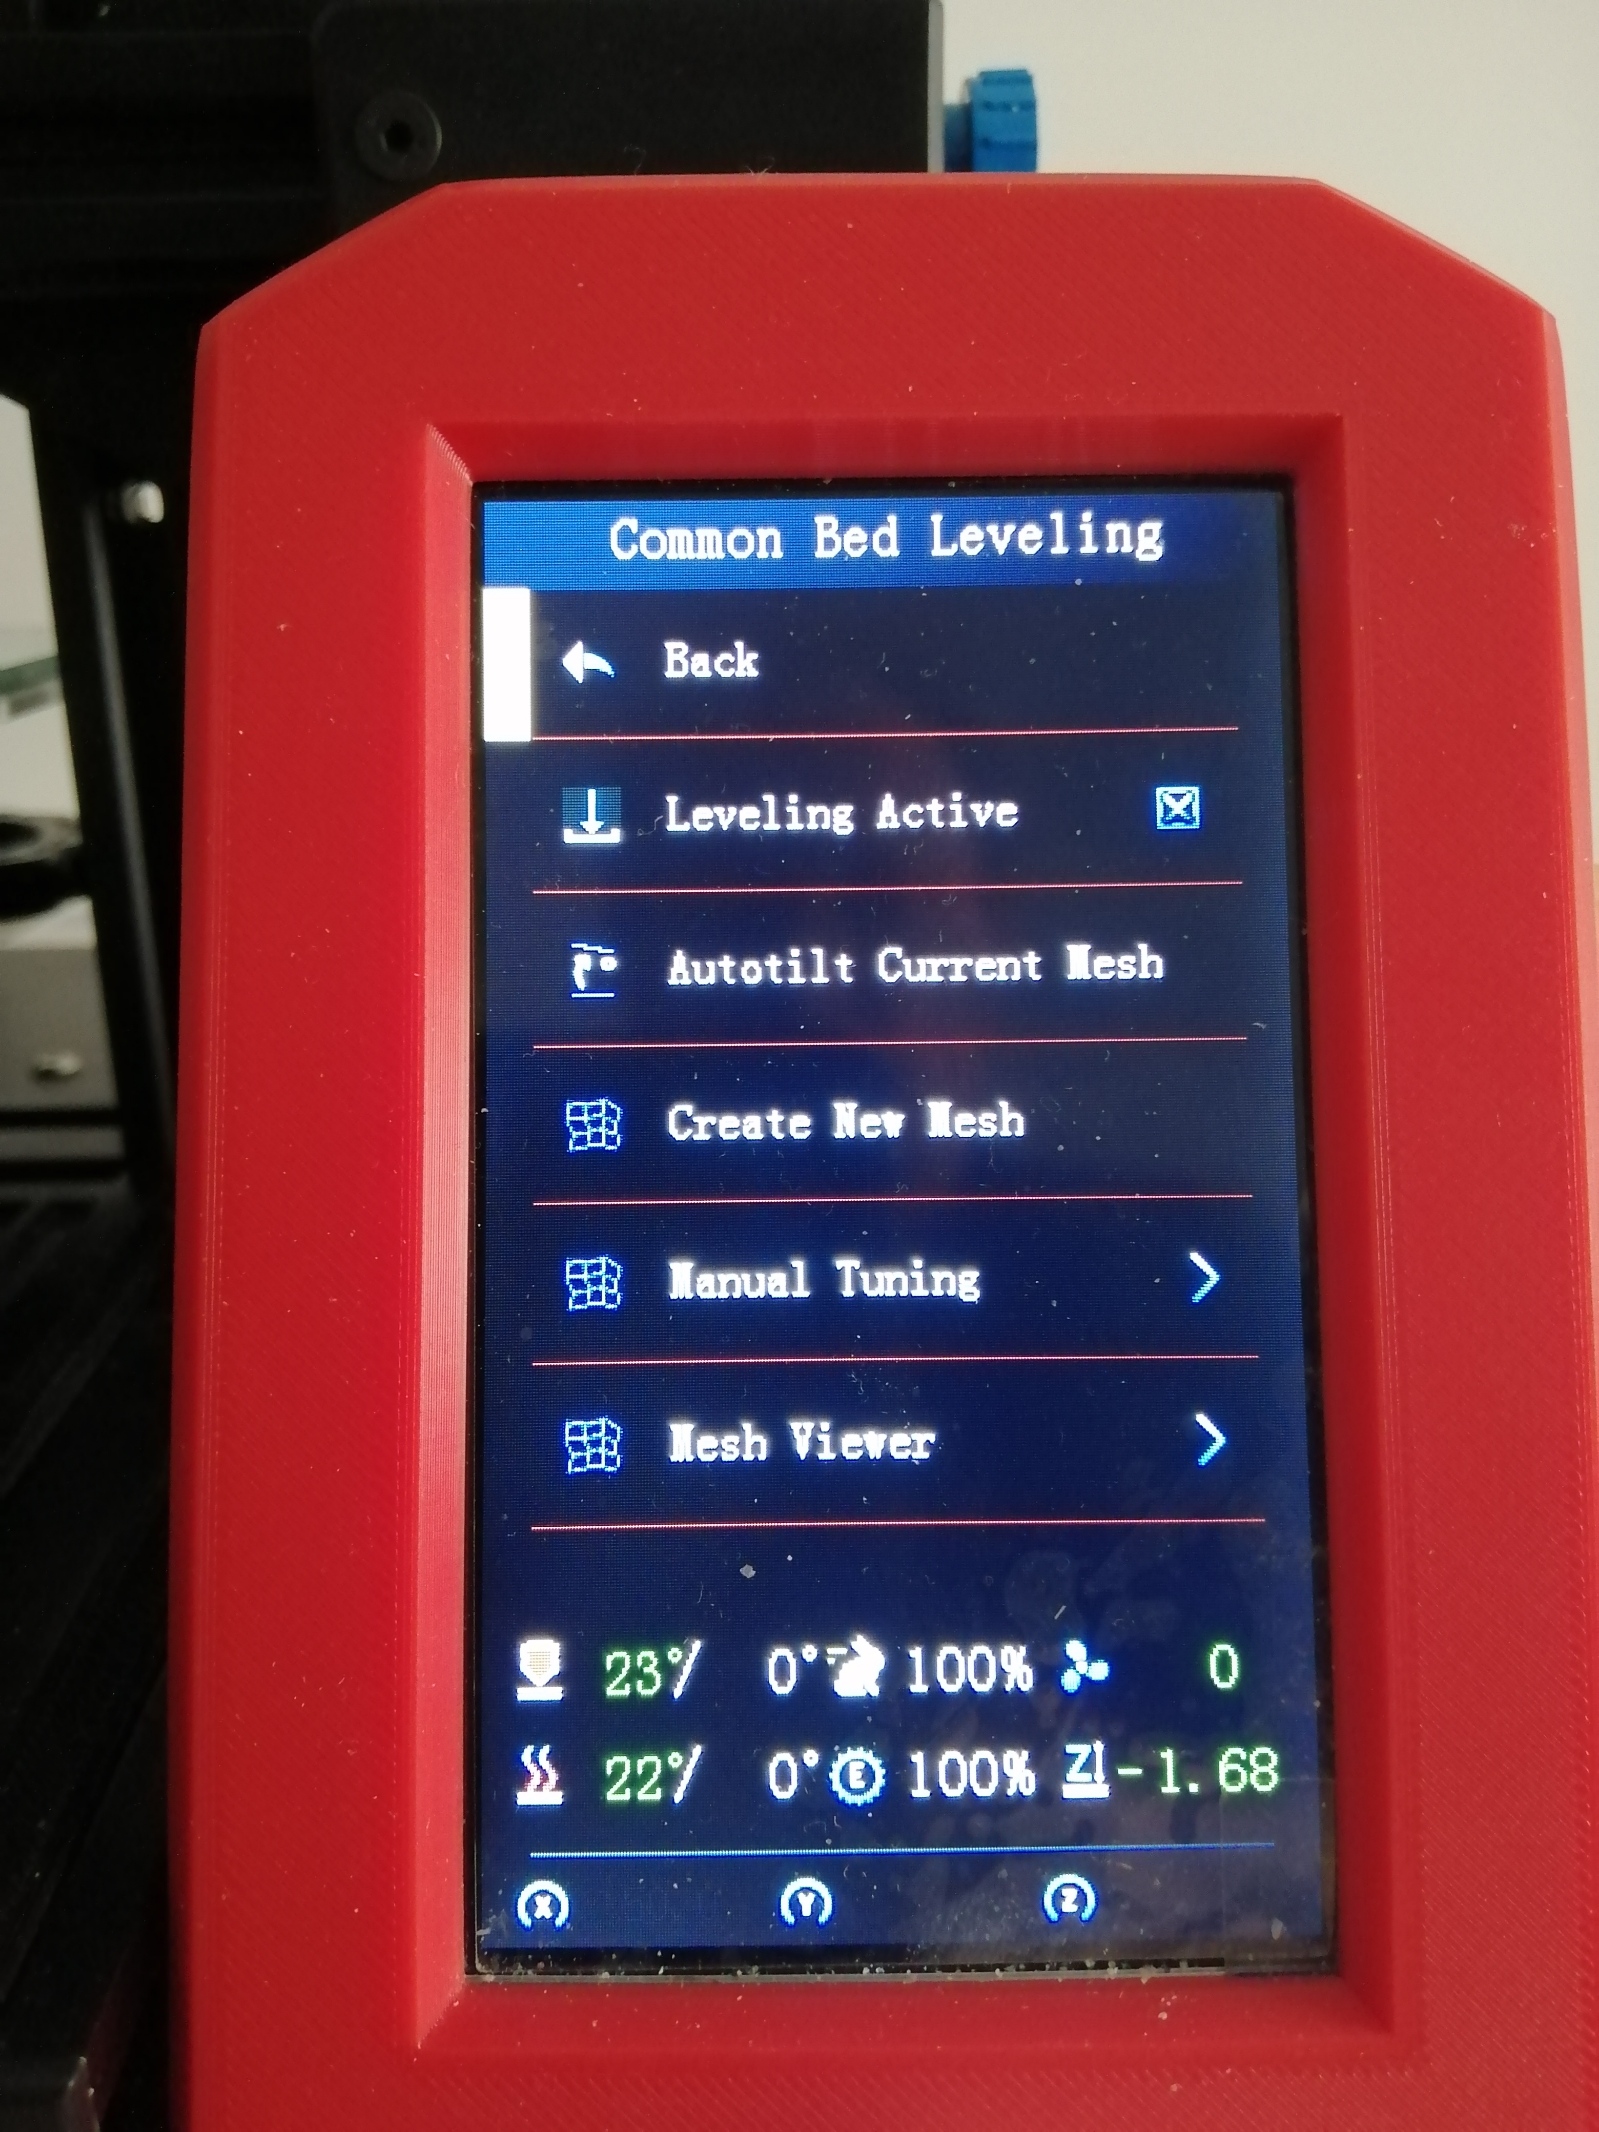 Common Bed Leveling
Back
Leveling Active
Autotilt Current Mesh
Create New Mesh
Manual Tuning
Mesh Viewer
23°/ 0° 100% 0
22°/ 0° E 100% Z -1.68
X Y Z